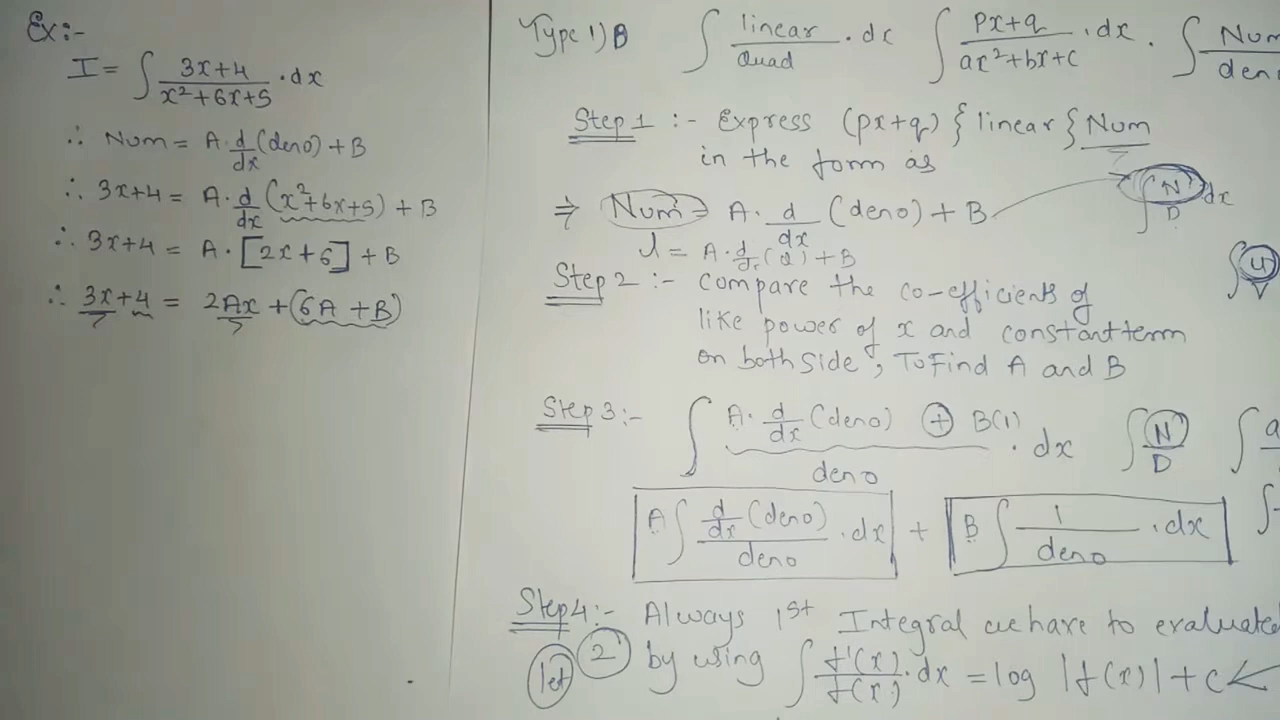 Ex:-
I = ∫ 3x+4 / x²+6x+5 · dx
∴ Num = A · d/dx (deno) + B
∴ 3x+4 = A · d/dx (x²+6x+5) + B
∴ 3x+4 = A · [2x+6] + B
∴ 3x+4 = 2Ax + (6A + B)
Type 1) B ∫ linear / Quad · dx ∫ px+q / ax²+bx+c · dx . ∫ Num / deno
Step 1 :- Express (px+q) {linear} Num
in the form as
⇒ Num = A · d/dx (deno) + B ∫ N / D dx
u = A · d/dx ( ) + B
Step 2 :- compare the co-efficients of ∫ u / v
like power of x and constant term
on both side, To Find A and B
Step 3 :- ∫ A · d/dx (deno) + B(1) / deno · dx ∫ N / D ∫ a
A ∫ d/dx (deno) / deno · dx + B ∫ 1 / deno · dx ∫
Step 4 :- Always 1st Integral we have to evaluated
let 2 by using ∫ f'(x) / f(x) · dx = log |f(x)| + c